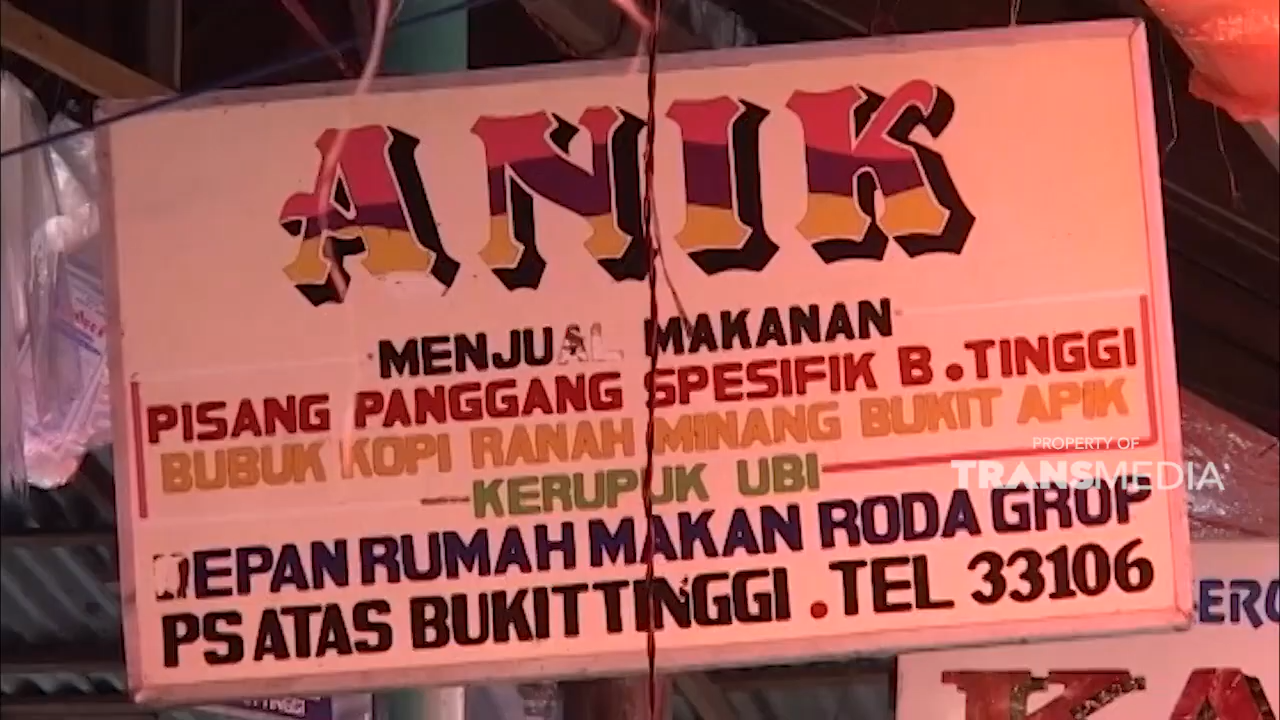 ANIK
MENJUAL MAKANAN
PISANG PANGGANG SPESIFIK B.TINGGI
BUBUK KOPI RANAH MINANG BUKIT APIK
KERUPUK UBI
PROPERTY OF
TRANSMEDIA
DEPAN RUMAH MAKAN RODA GROP
PS ATAS BUKITTINGGI .TEL 33106
KA